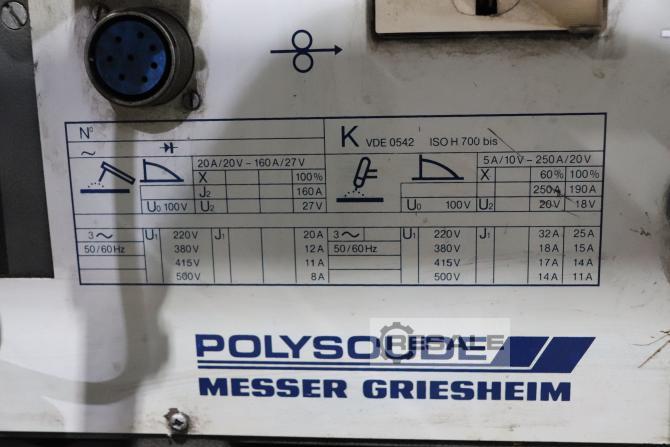 Nº
K VDE 0542 ISO H 700 bis
20A/20V – 160A/27V
X 100%
J2 160A
U0 100V U2 27V
5A/10V – 250A/20V
X 60% 100%
250A 190A
U0 100V U2 20V 18V
3~ U1 220V J1 20A
50/60Hz 380V 12A
415V 11A
500V 8A
3~ U1 220V J1 32A 25A
50/60Hz 380V 18A 15A
415V 17A 14A
500V 14A 11A
POLYSOUDE
RESALE
MESSER GRIESHEIM